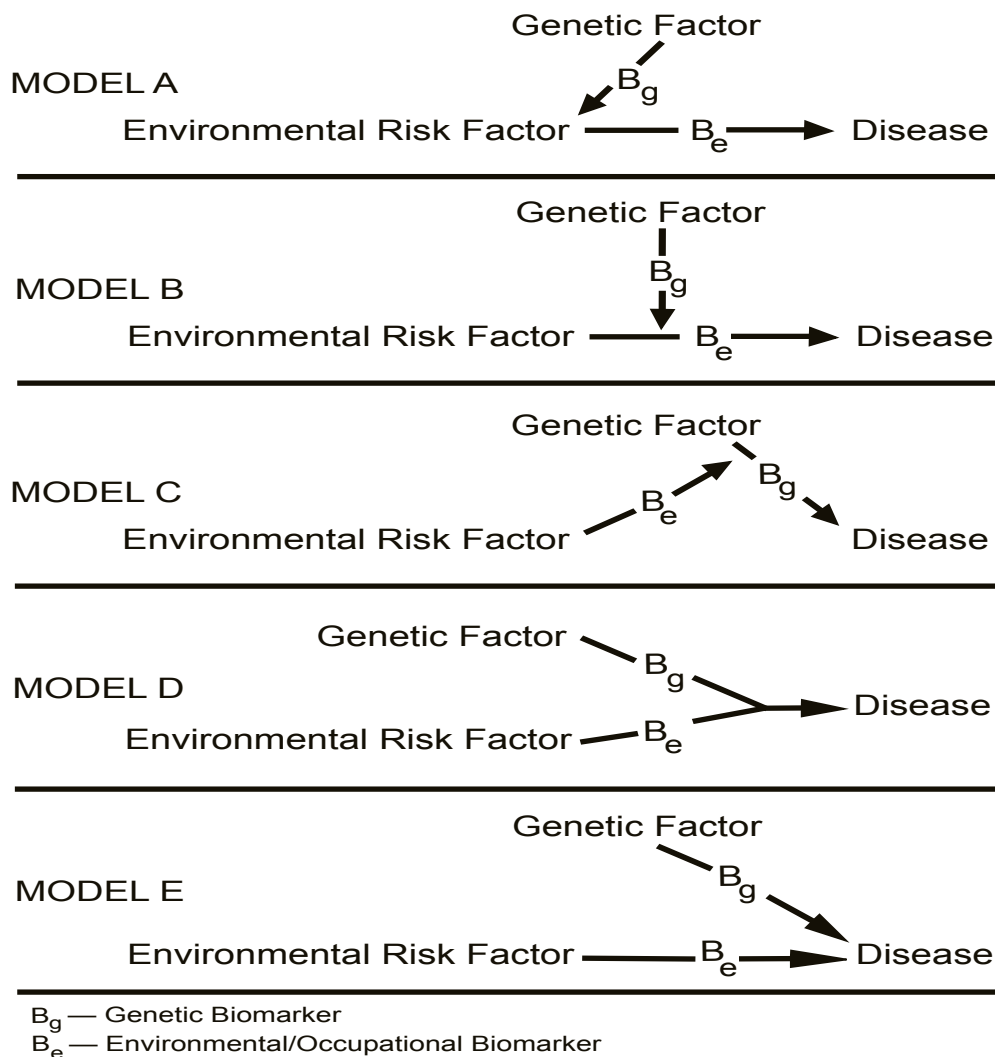 Genetic Factor
MODEL A
Bg
Environmental Risk Factor Be Disease
Genetic Factor
MODEL B
Bg
Environmental Risk Factor Be Disease
Genetic Factor
MODEL C
Bg
Be
Environmental Risk Factor Disease
Genetic Factor
Bg
MODEL D
Disease
Environmental Risk Factor Be
Genetic Factor
Bg
MODEL E
Environmental Risk Factor Be Disease
Bg — Genetic Biomarker
Be — Environmental/Occupational Biomarker